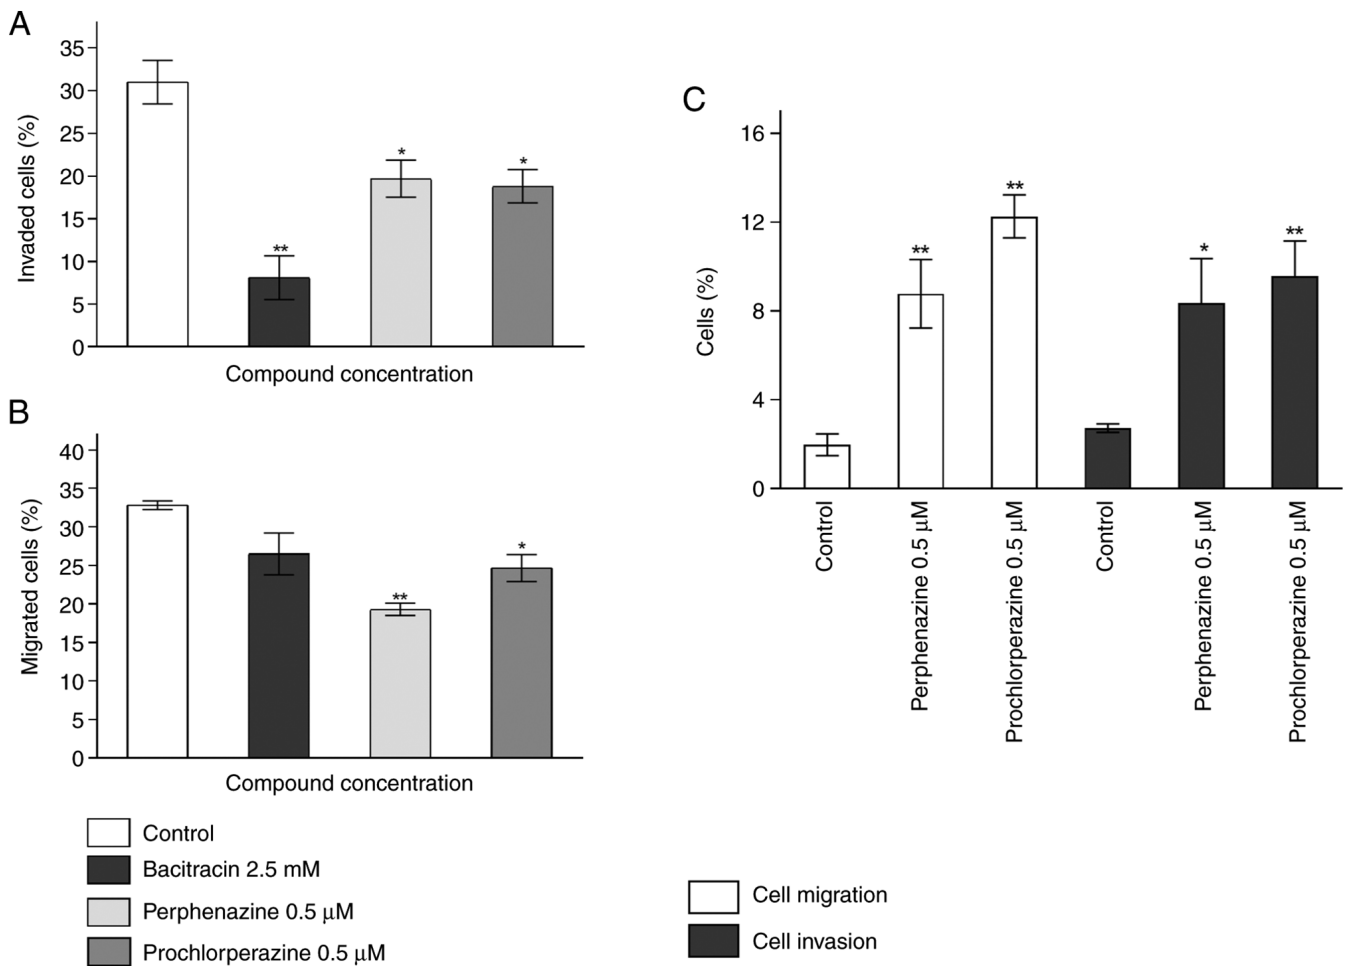 A
Invaded cells (%)
35
30
25
20
15
10
5
0
**
*
*
Compound concentration
B
Migrated cells (%)
40
35
30
25
20
15
10
5
0
**
*
Compound concentration
Control
Bacitracin 2.5 mM
Perphenazine 0.5 µM
Prochlorperazine 0.5 µM
C
Cells (%)
16
12
8
4
0
**
**
*
**
Control
Perphenazine 0.5 µM
Prochlorperazine 0.5 µM
Control
Perphenazine 0.5 µM
Prochlorperazine 0.5 µM
Cell migration
Cell invasion